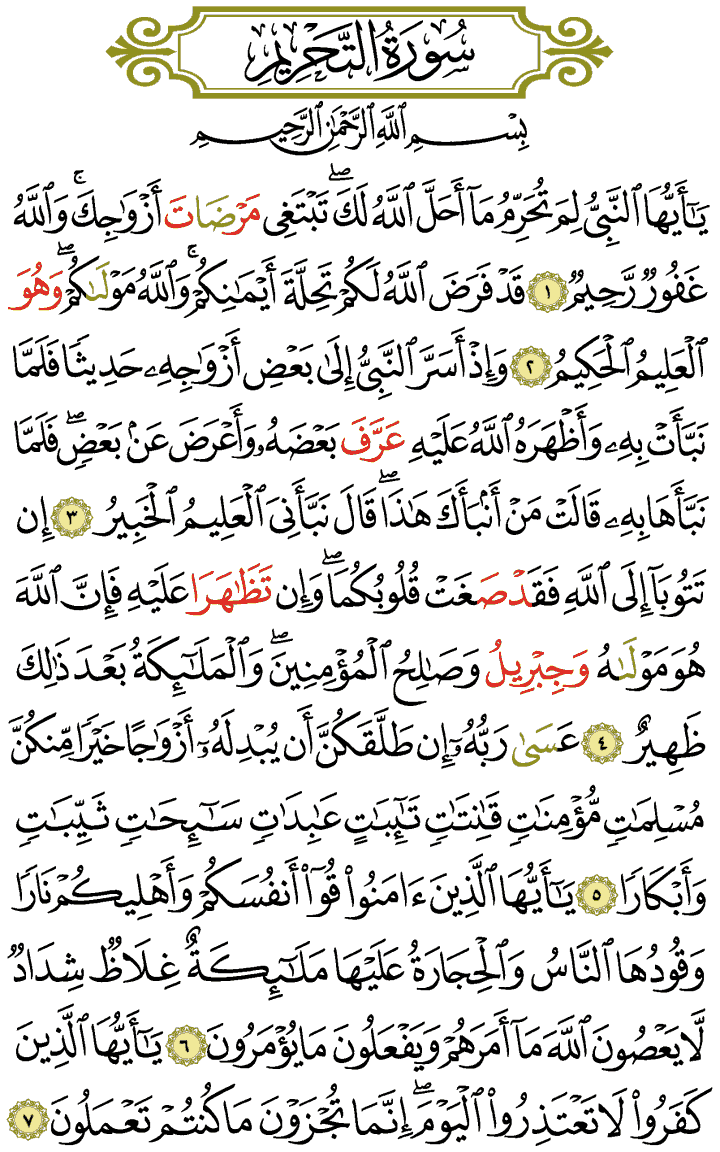 سُورَةُ التَّحْرِيمِ
بِسْمِ ٱللَّهِ ٱلرَّحْمَٰنِ ٱلرَّحِيمِ
يَٰٓأَيُّهَا ٱلنَّبِيُّ لِمَ تُحَرِّمُ مَآ أَحَلَّ ٱللَّهُ لَكَۖ تَبْتَغِى مَرْضَاتَ أَزْوَٰجِكَۚ وَٱللَّهُ
غَفُورٌ رَّحِيمٌ ١ قَدْ فَرَضَ ٱللَّهُ لَكُمْ تَحِلَّةَ أَيْمَٰنِكُمْۚ وَٱللَّهُ مَوْلَىٰكُمْۖ وَهُوَ
ٱلْعَلِيمُ ٱلْحَكِيمُ ٢ وَإِذْ أَسَرَّ ٱلنَّبِيُّ إِلَىٰ بَعْضِ أَزْوَٰجِهِۦ حَدِيثًا فَلَمَّا
نَبَّأَتْ بِهِۦ وَأَظْهَرَهُ ٱللَّهُ عَلَيْهِ عَرَّفَ بَعْضَهُۥ وَأَعْرَضَ عَنۢ بَعْضٍۖ فَلَمَّا
نَبَّأَهَا بِهِۦ قَالَتْ مَنْ أَنۢبَأَكَ هَٰذَاۖ قَالَ نَبَّأَنِىَ ٱلْعَلِيمُ ٱلْخَبِيرُ ٣ إِن
تَتُوبَآ إِلَى ٱللَّهِ فَقَدْ صَغَتْ قُلُوبُكُمَاۖ وَإِن تَظَٰهَرَا عَلَيْهِ فَإِنَّ ٱللَّهَ
هُوَ مَوْلَىٰهُ وَجِبْرِيلُ وَصَٰلِحُ ٱلْمُؤْمِنِينَۖ وَٱلْمَلَٰٓئِكَةُ بَعْدَ ذَٰلِكَ
ظَهِيرٌ ٤ عَسَىٰ رَبُّهُۥٓ إِن طَلَّقَكُنَّ أَن يُبْدِلَهُۥٓ أَزْوَٰجًا خَيْرًا مِّنكُنَّ
مُسْلِمَٰتٍ مُّؤْمِنَٰتٍ قَٰنِتَٰتٍ تَٰٓئِبَٰتٍ عَٰبِدَٰتٍ سَٰٓئِحَٰتٍ ثَيِّبَٰتٍ
وَأَبْكَارًا ٥ يَٰٓأَيُّهَا ٱلَّذِينَ ءَامَنُوا۟ قُوٓا۟ أَنفُسَكُمْ وَأَهْلِيكُمْ نَارًا
وَقُودُهَا ٱلنَّاسُ وَٱلْحِجَارَةُ عَلَيْهَا مَلَٰٓئِكَةٌ غِلَاظٌ شِدَادٌ
لَّا يَعْصُونَ ٱللَّهَ مَآ أَمَرَهُمْ وَيَفْعَلُونَ مَا يُؤْمَرُونَ ٦ يَٰٓأَيُّهَا ٱلَّذِينَ
كَفَرُوا۟ لَا تَعْتَذِرُوا۟ ٱلْيَوْمَۖ إِنَّمَا تُجْزَوْنَ مَا كُنتُمْ تَعْمَلُونَ ٧